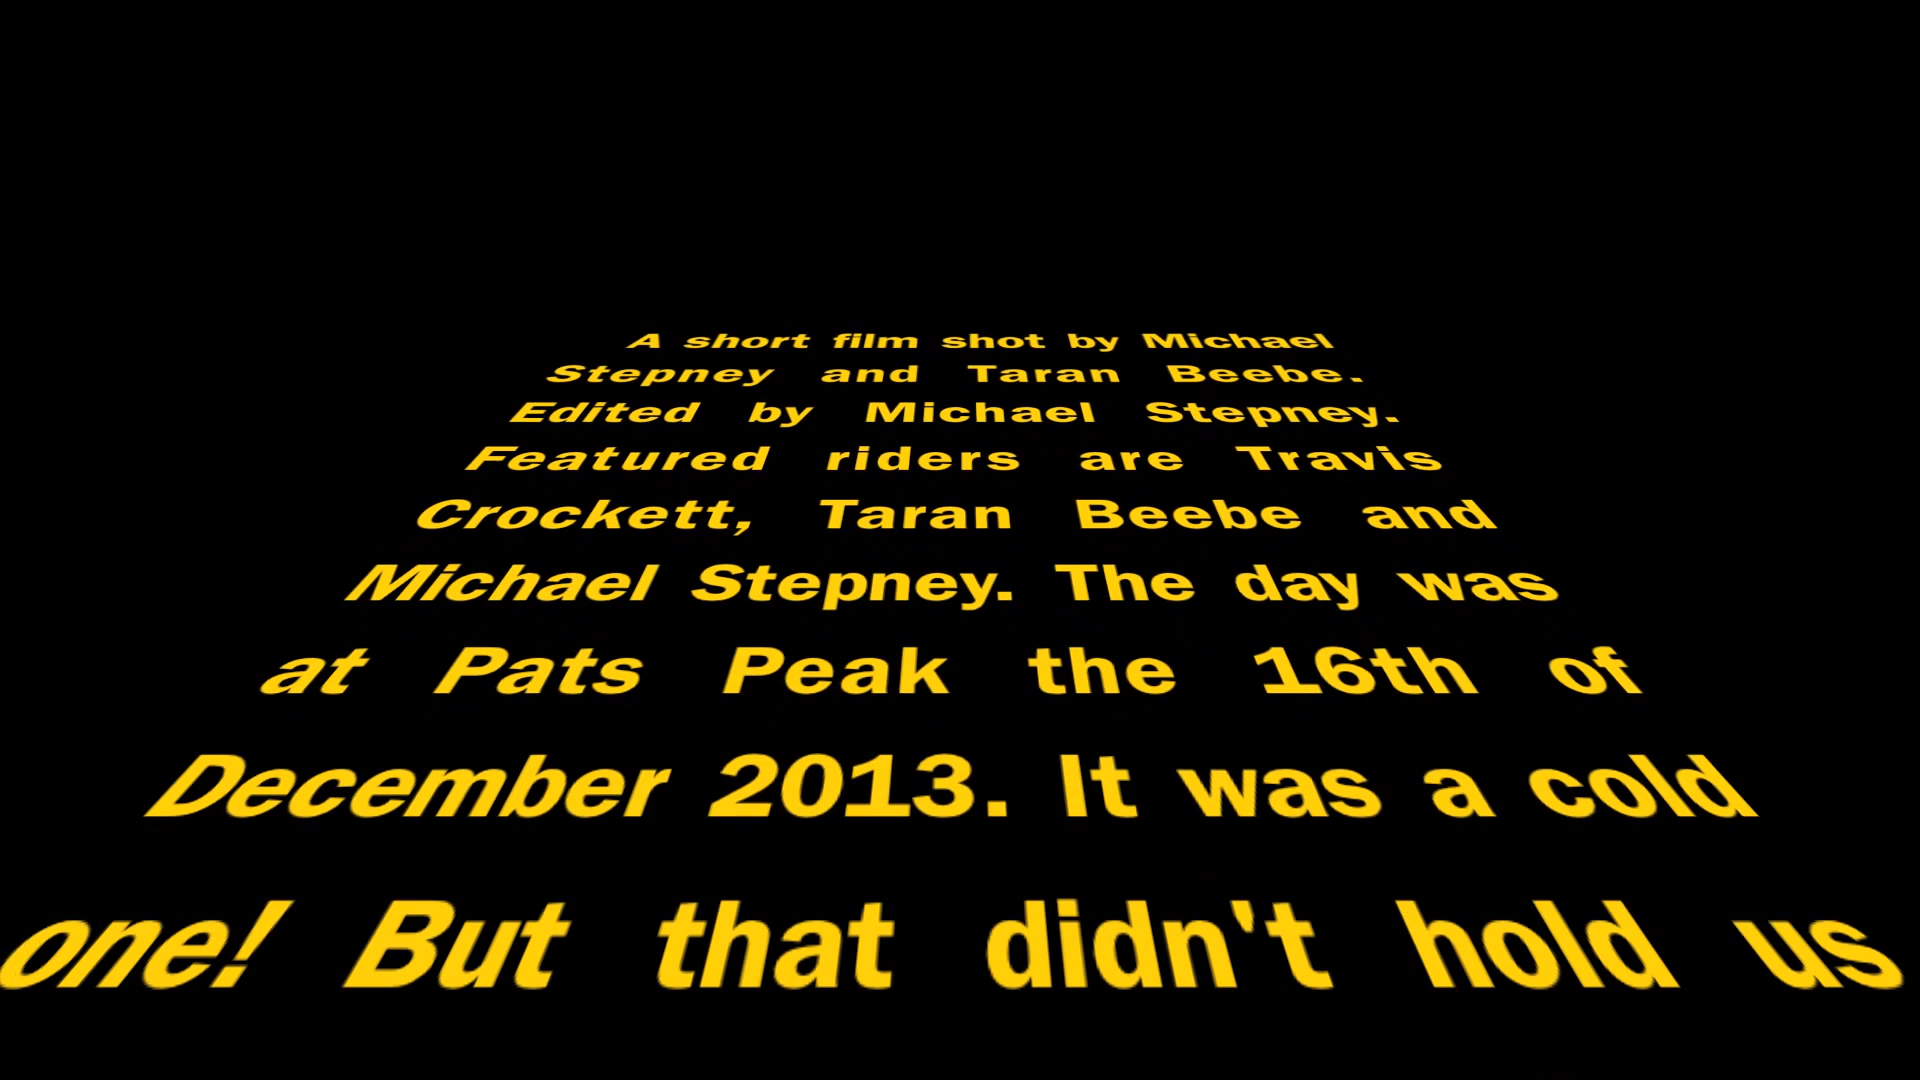 A short film shot by Michael
Stepney and Taran Beebe.
Edited by Michael Stepney.
Featured riders are Travis
Crockett, Taran Beebe and
Michael Stepney. The day was
at Pats Peak the 16th of
December 2013. It was a cold
one! But that didn't hold us